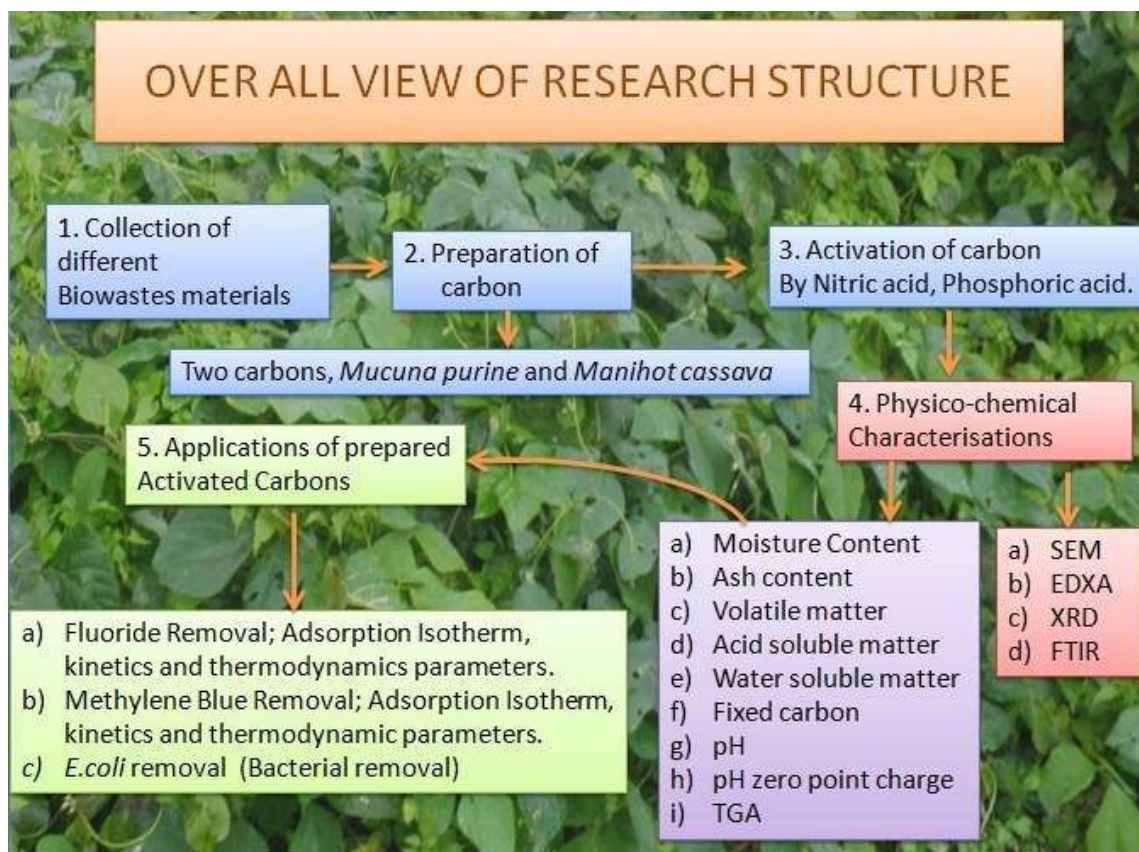 OVER ALL VIEW OF RESEARCH STRUCTURE
1. Collection of
different
Biowastes materials
2. Preparation of
carbon
3. Activation of carbon
By Nitric acid, Phosphoric acid.
Two carbons, Mucuna purine and Manihot cassava
4. Physico-chemical
Characterisations
5. Applications of prepared
Activated Carbons
a) Moisture Content
b) Ash content
c) Volatile matter
d) Acid soluble matter
e) Water soluble matter
f) Fixed carbon
g) pH
h) pH zero point charge
i) TGA
a) SEM
b) EDXA
c) XRD
d) FTIR
a) Fluoride Removal; Adsorption Isotherm,
kinetics and thermodynamics parameters.
b) Methylene Blue Removal; Adsorption Isotherm,
kinetics and thermodynamic parameters.
c) E.coli removal (Bacterial removal)